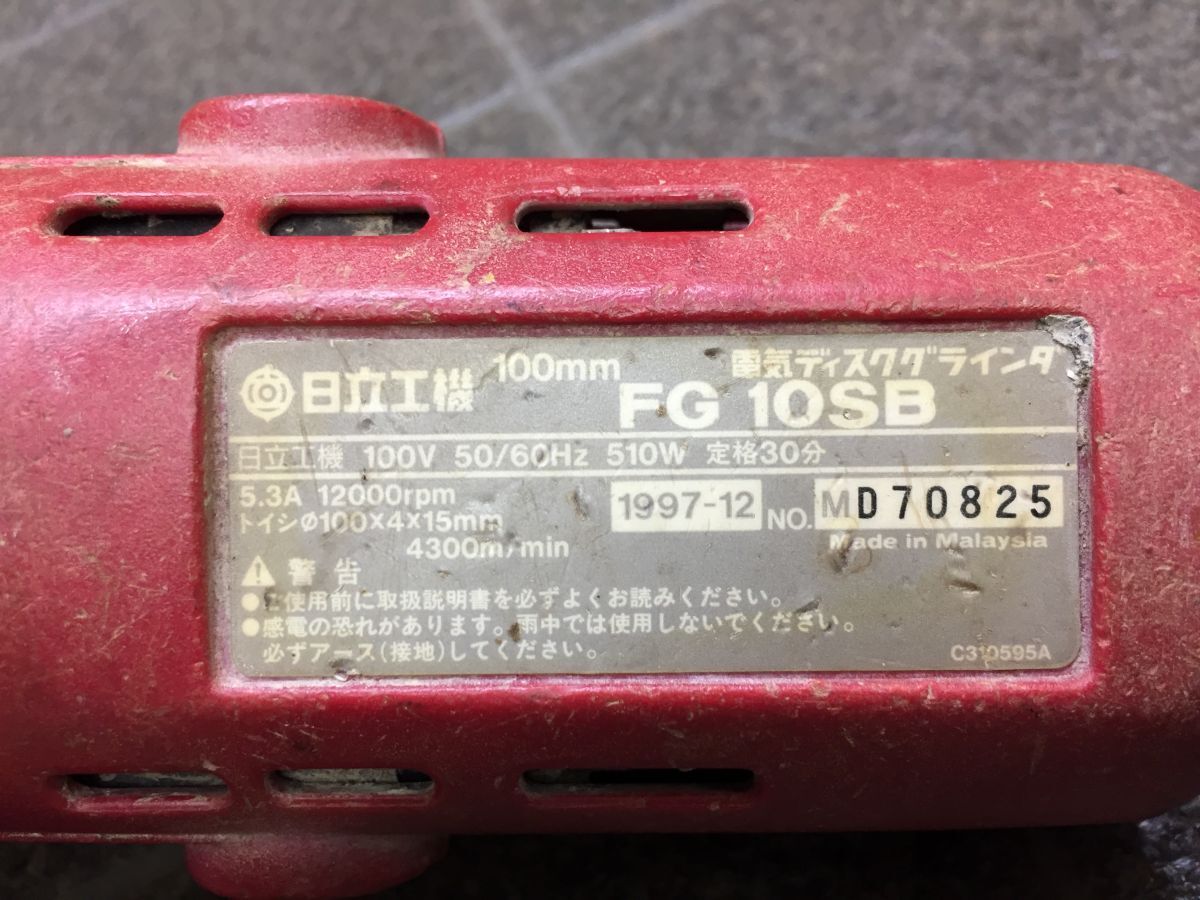 日立工機 100mm 電気ディスクグラインダ
FG 10SB
日立工機 100V 50/60Hz 510W 定格30分
5.3A 12000rpm
トイシφ100×4×15mm
4300m/min
1997-12 NO. MD70825
Made in Malaysia
⚠ 警告
●ご使用前に取扱説明書を必ずよくお読みください。
●感電の恐れがあります。雨中では使用しないでください。
必ずアース(接地)してください。
C310595A